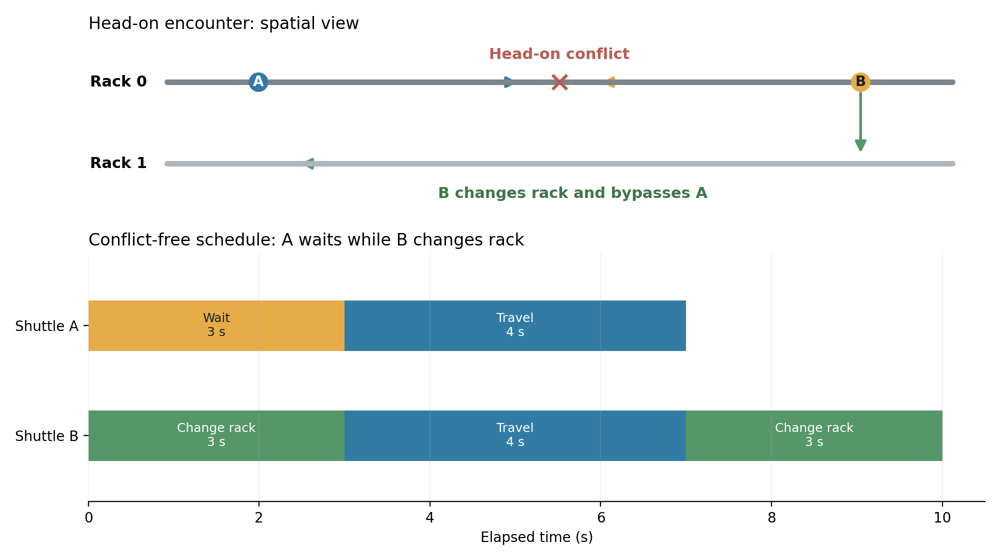 Head-on encounter: spatial view
Head-on conflict
Rack 0
A
B
Rack 1
B changes rack and bypasses A
Conflict-free schedule: A waits while B changes rack
Shuttle A
Wait
3 s
Travel
4 s
Shuttle B
Change rack
3 s
Travel
4 s
Change rack
3 s
0 2 4 6 8 10
Elapsed time (s)